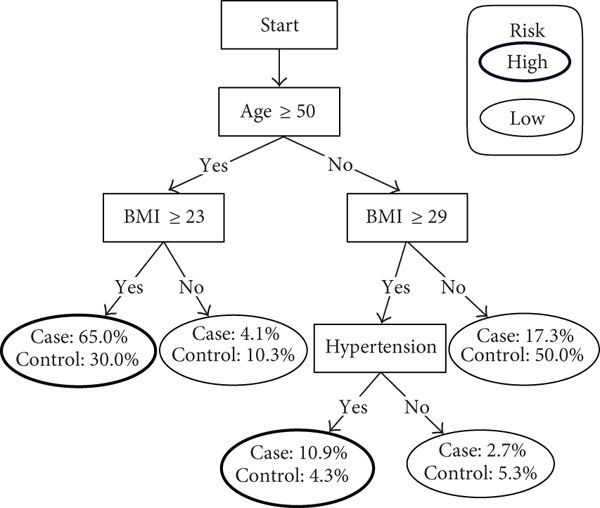 Start
Risk
High
Low
Age ≥ 50
Yes
No
BMI ≥ 23
BMI ≥ 29
Yes
No
Yes
No
Case: 65.0%
Control: 30.0%
Case: 4.1%
Control: 10.3%
Hypertension
Case: 17.3%
Control: 50.0%
Yes
No
Case: 10.9%
Control: 4.3%
Case: 2.7%
Control: 5.3%